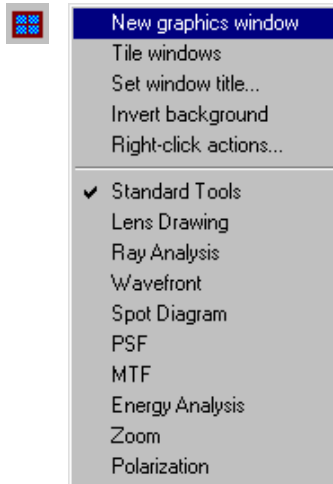 New graphics window
Tile windows
Set window title...
Invert background
Right-click actions...
Standard Tools
Lens Drawing
Ray Analysis
Wavefront
Spot Diagram
PSF
MTF
Energy Analysis
Zoom
Polarization